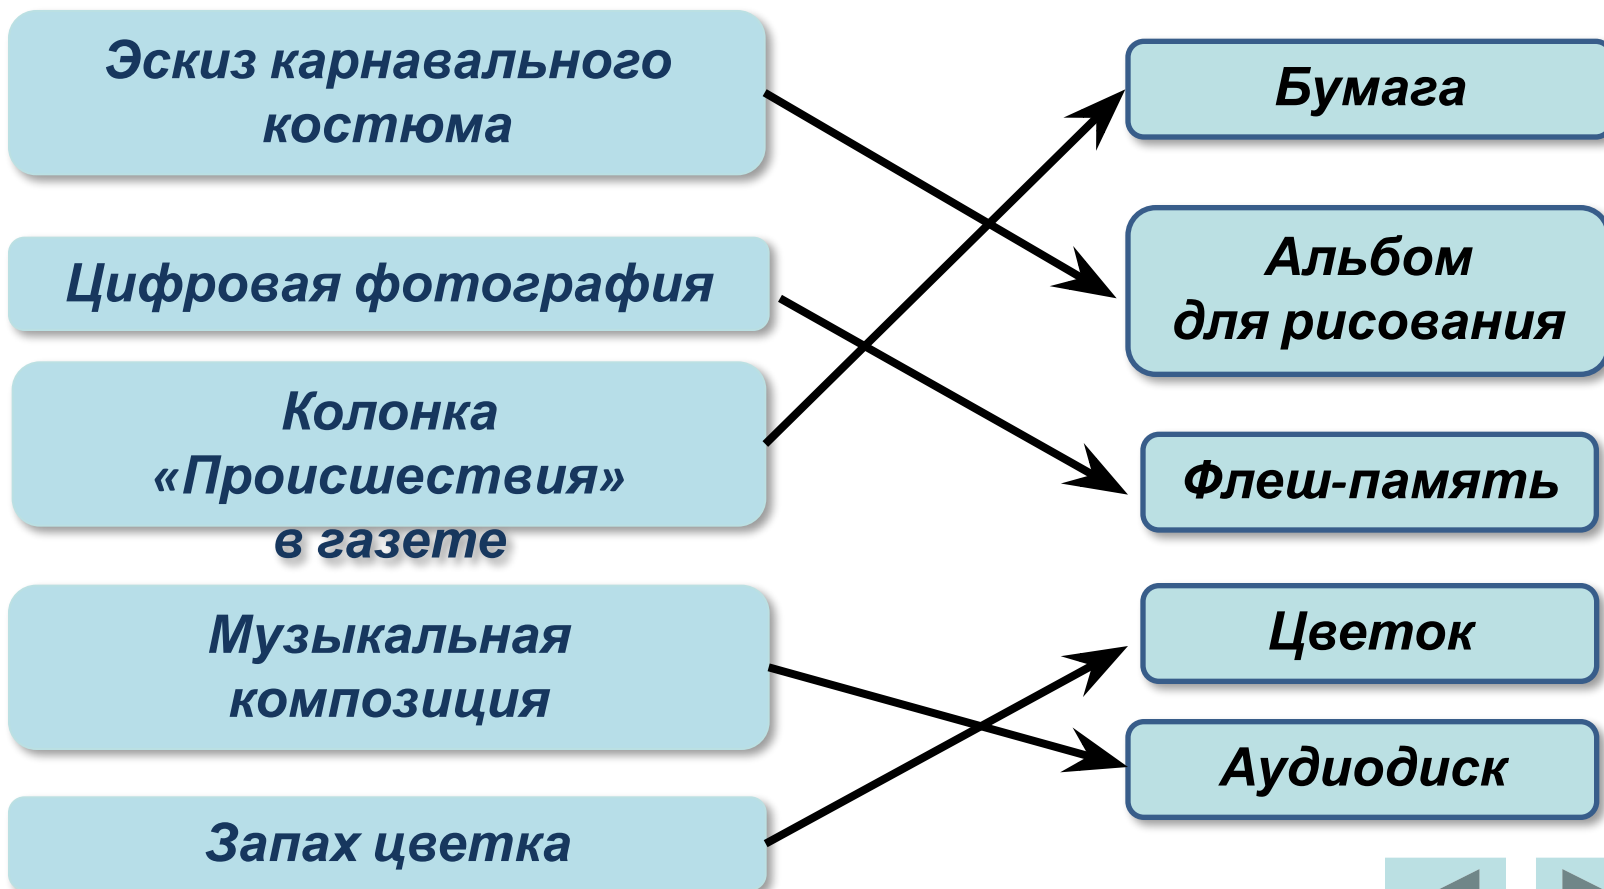 Эскиз карнавального
костюма
Цифровая фотография
Колонка
«Происшествия»
в газете
Музыкальная
композиция
Запах цветка
Бумага
Альбом
для рисования
Флеш-память
Цветок
Аудиодиск